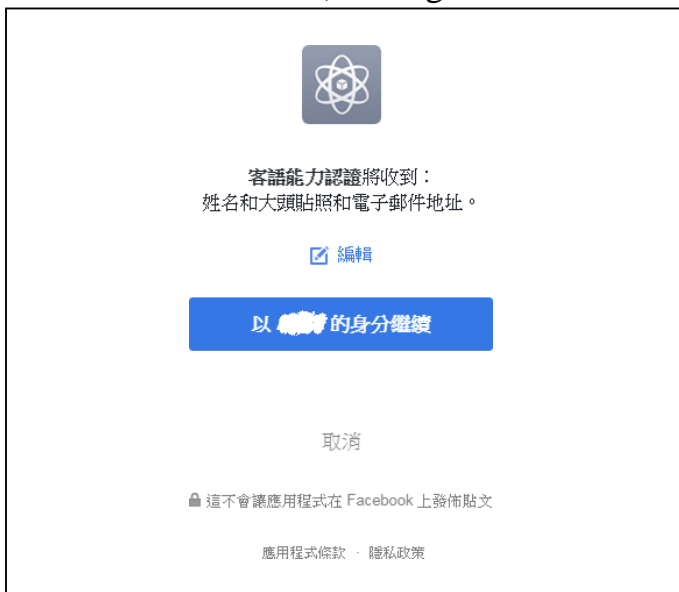 客語能力認證將收到：
姓名和大頭貼照和電子郵件地址。
編輯
以 的身分繼續
取消
這不會讓應用程式在 Facebook 上發佈貼文
應用程式條款 · 隱私政策